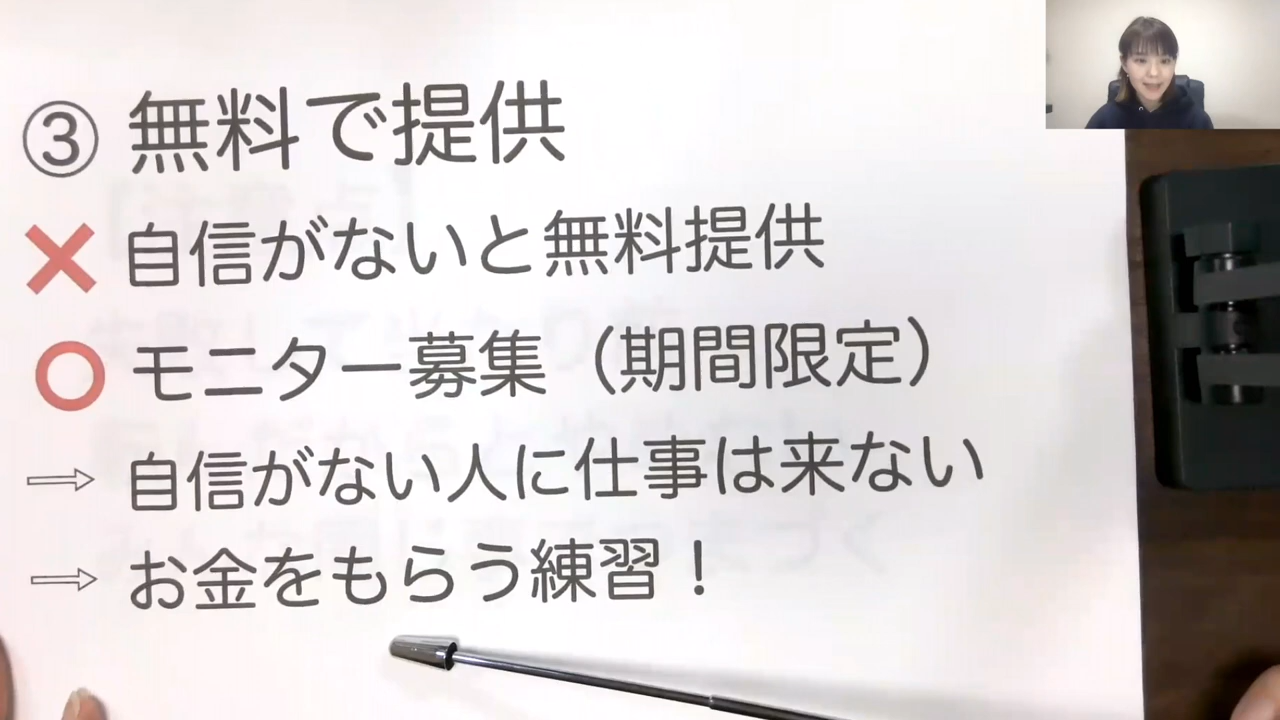 ③ 無料で提供
❌ 自信がないと無料提供
⭕ モニター募集（期間限定）
⇨ 自信がない人に仕事は来ない
⇨ お金をもらう練習！